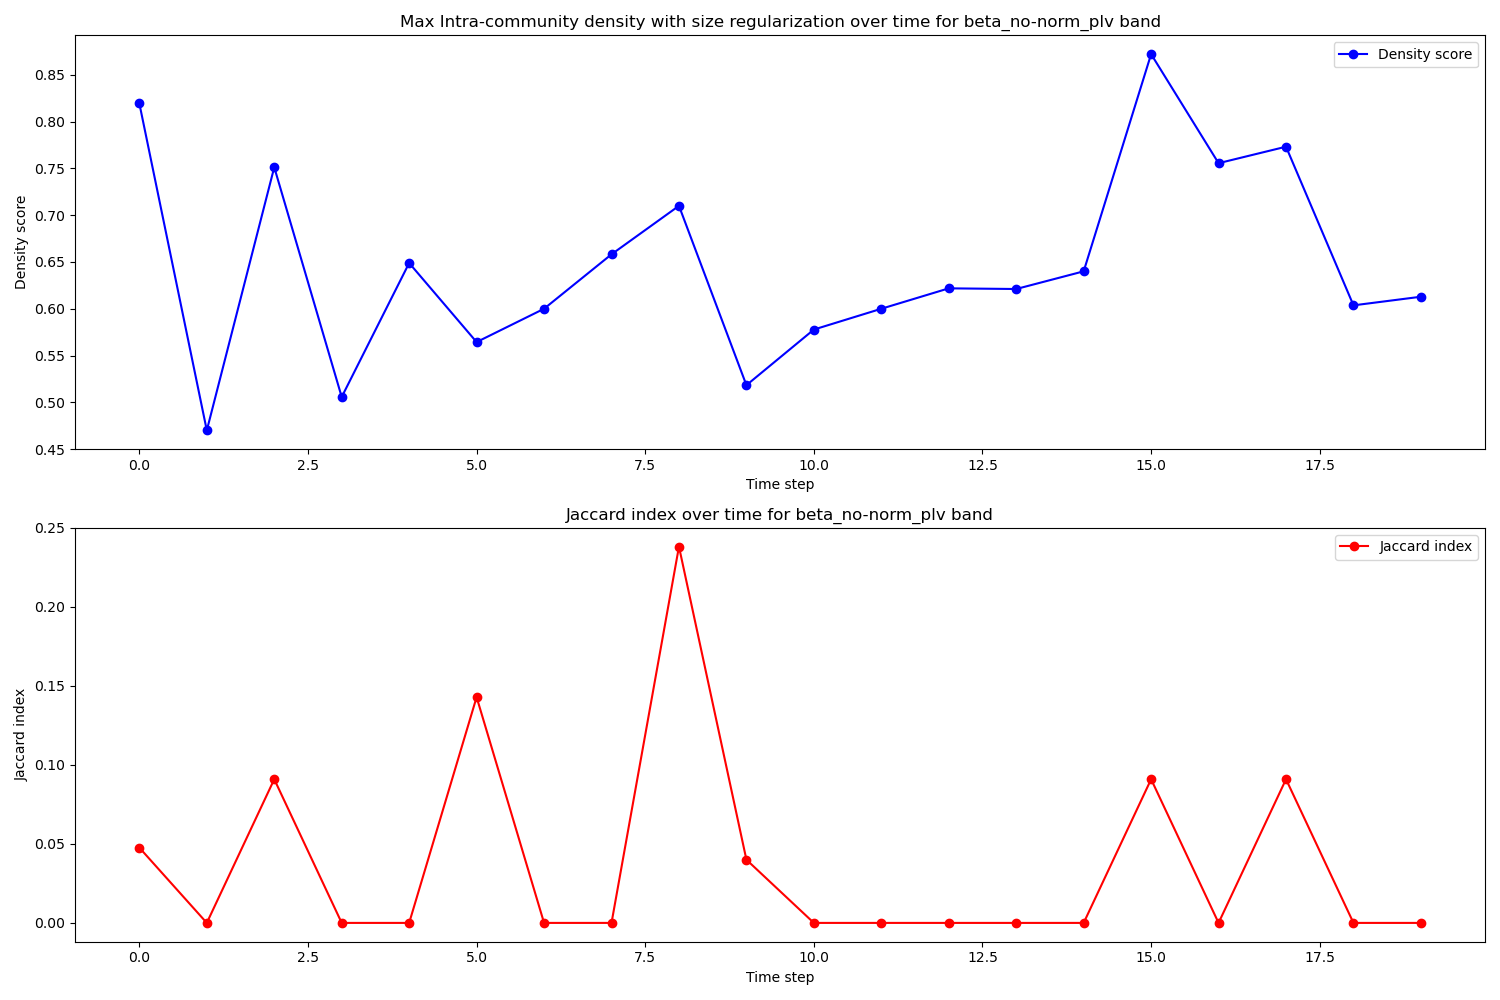 Max Intra-community density with size regularization over time for beta_no-norm_plv band
Density score
0.85
0.80
0.75
0.70
0.65
0.60
0.55
0.50
0.45
Density score
0.0 2.5 5.0 7.5 10.0 12.5 15.0 17.5
Time step
Jaccard index over time for beta_no-norm_plv band
Jaccard index
0.25
0.20
0.15
0.10
0.05
0.00
Jaccard index
0.0 2.5 5.0 7.5 10.0 12.5 15.0 17.5
Time step